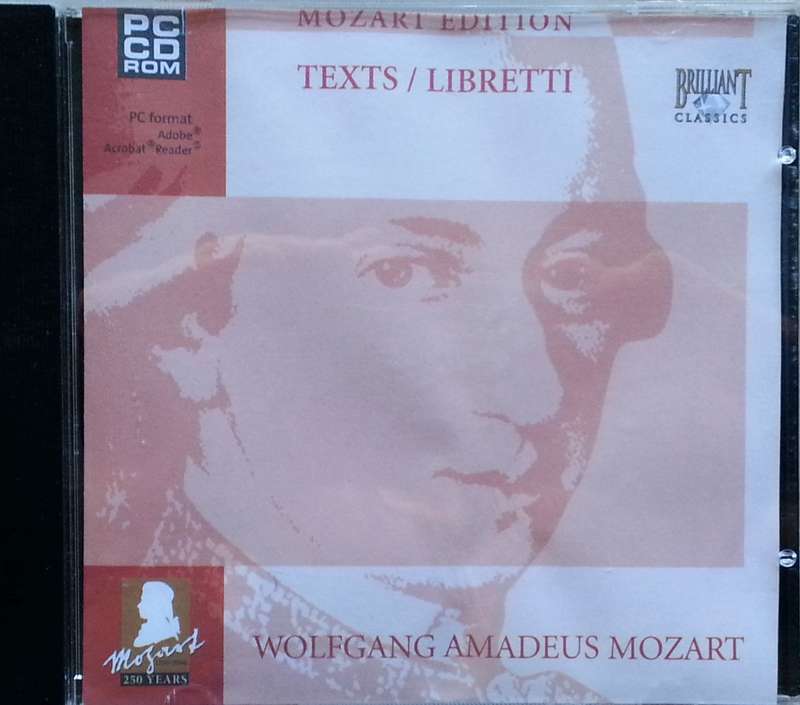 MOZART EDITION
PC
CD
ROM
TEXTS / LIBRETTI
BRILLIANT
CLASSICS
PC format
Adobe®
Acrobat®Reader®
Mozart
250 YEARS
WOLFGANG AMADEUS MOZART